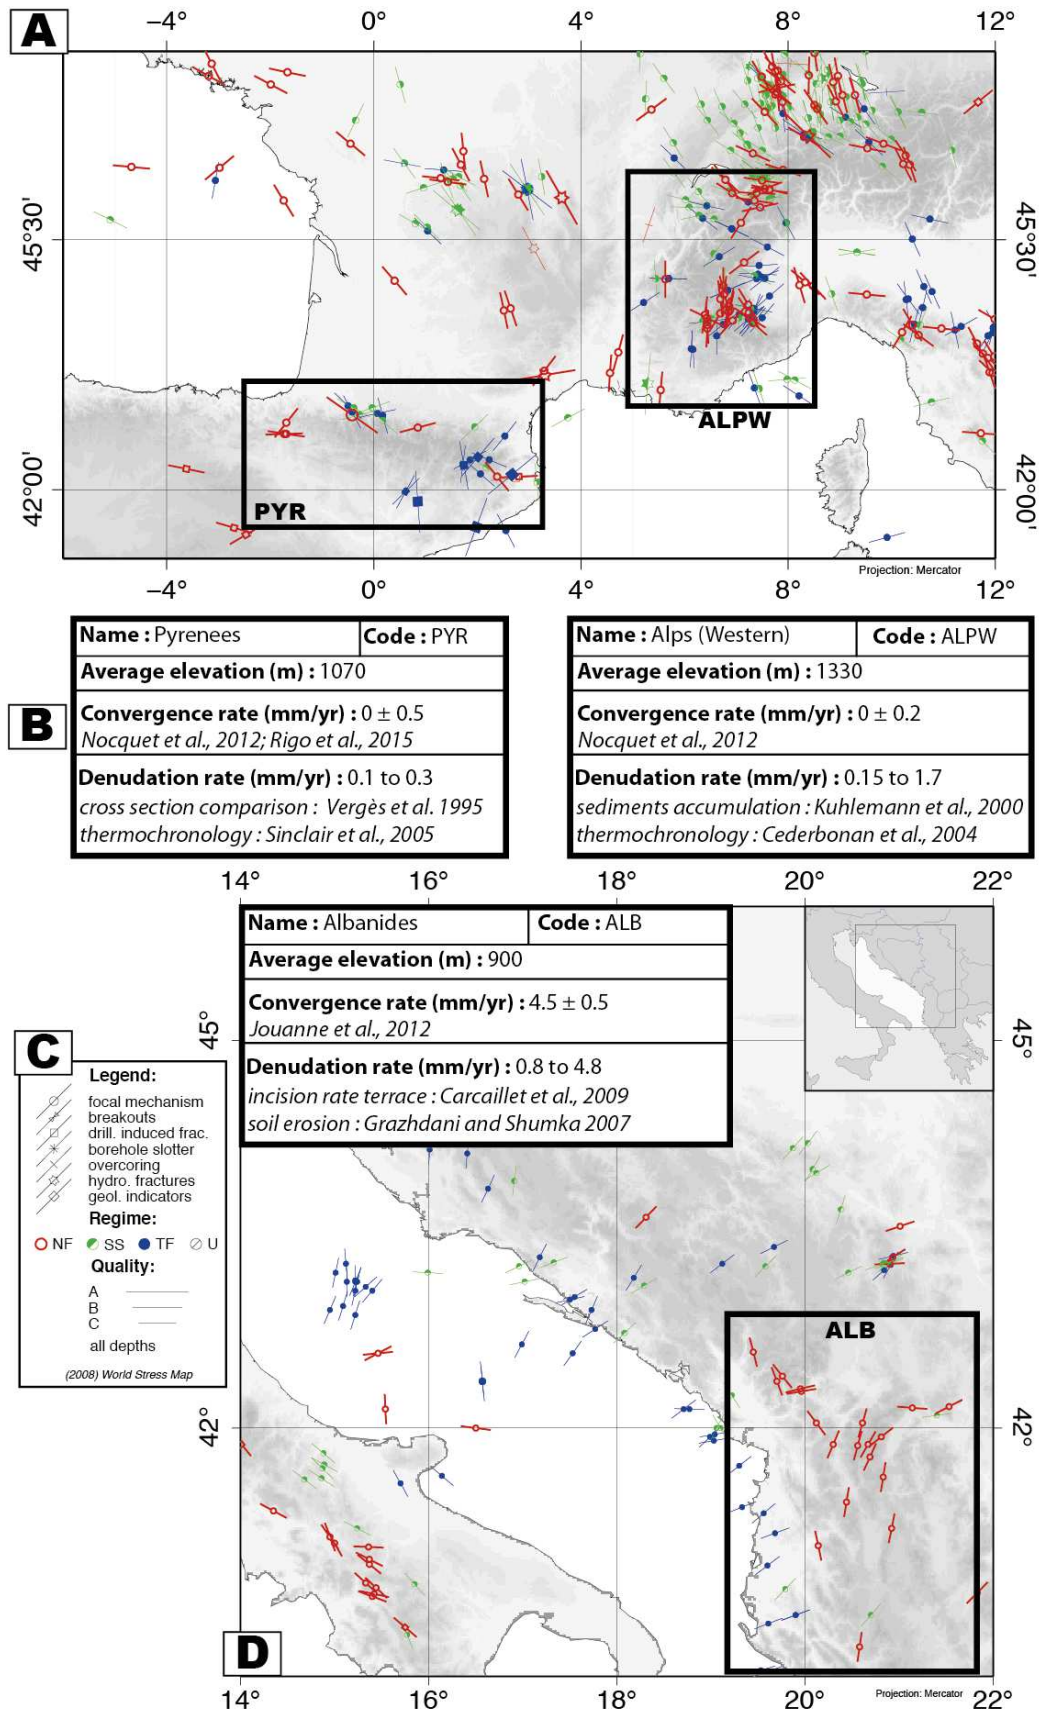 A
−4° 0° 4° 8° 12°
45°30'
45°30'
ALPW
42°00'
42°00'
PYR
Projection: Mercator
−4° 0° 4° 8° 12°
B
Name : Pyrenees Code : PYR
Average elevation (m) : 1070
Convergence rate (mm/yr) : 0 ± 0.5
Nocquet et al., 2012; Rigo et al., 2015
Denudation rate (mm/yr) : 0.1 to 0.3
cross section comparison : Vergès et al. 1995
thermochronology : Sinclair et al., 2005
Name : Alps (Western) Code : ALPW
Average elevation (m) : 1330
Convergence rate (mm/yr) : 0 ± 0.2
Nocquet et al., 2012
Denudation rate (mm/yr) : 0.15 to 1.7
sediments accumulation : Kuhlemann et al., 2000
thermochronology : Cederbonan et al., 2004
14° 16° 18° 20° 22°
Name : Albanides Code : ALB
Average elevation (m) : 900
Convergence rate (mm/yr) : 4.5 ± 0.5
Jouanne et al., 2012
Denudation rate (mm/yr) : 0.8 to 4.8
incision rate terrace : Carcaillet et al., 2009
soil erosion : Grazhdani and Shumka 2007
45°
45°
C
Legend:
focal mechanism
breakouts
drill. induced frac.
borehole slotter
overcoring
hydro. fractures
geol. indicators
Regime:
NF SS TF U
Quality:
A
B
C
all depths
(2008) World Stress Map
ALB
42°
42°
D
Projection: Mercator
14° 16° 18° 20° 22°